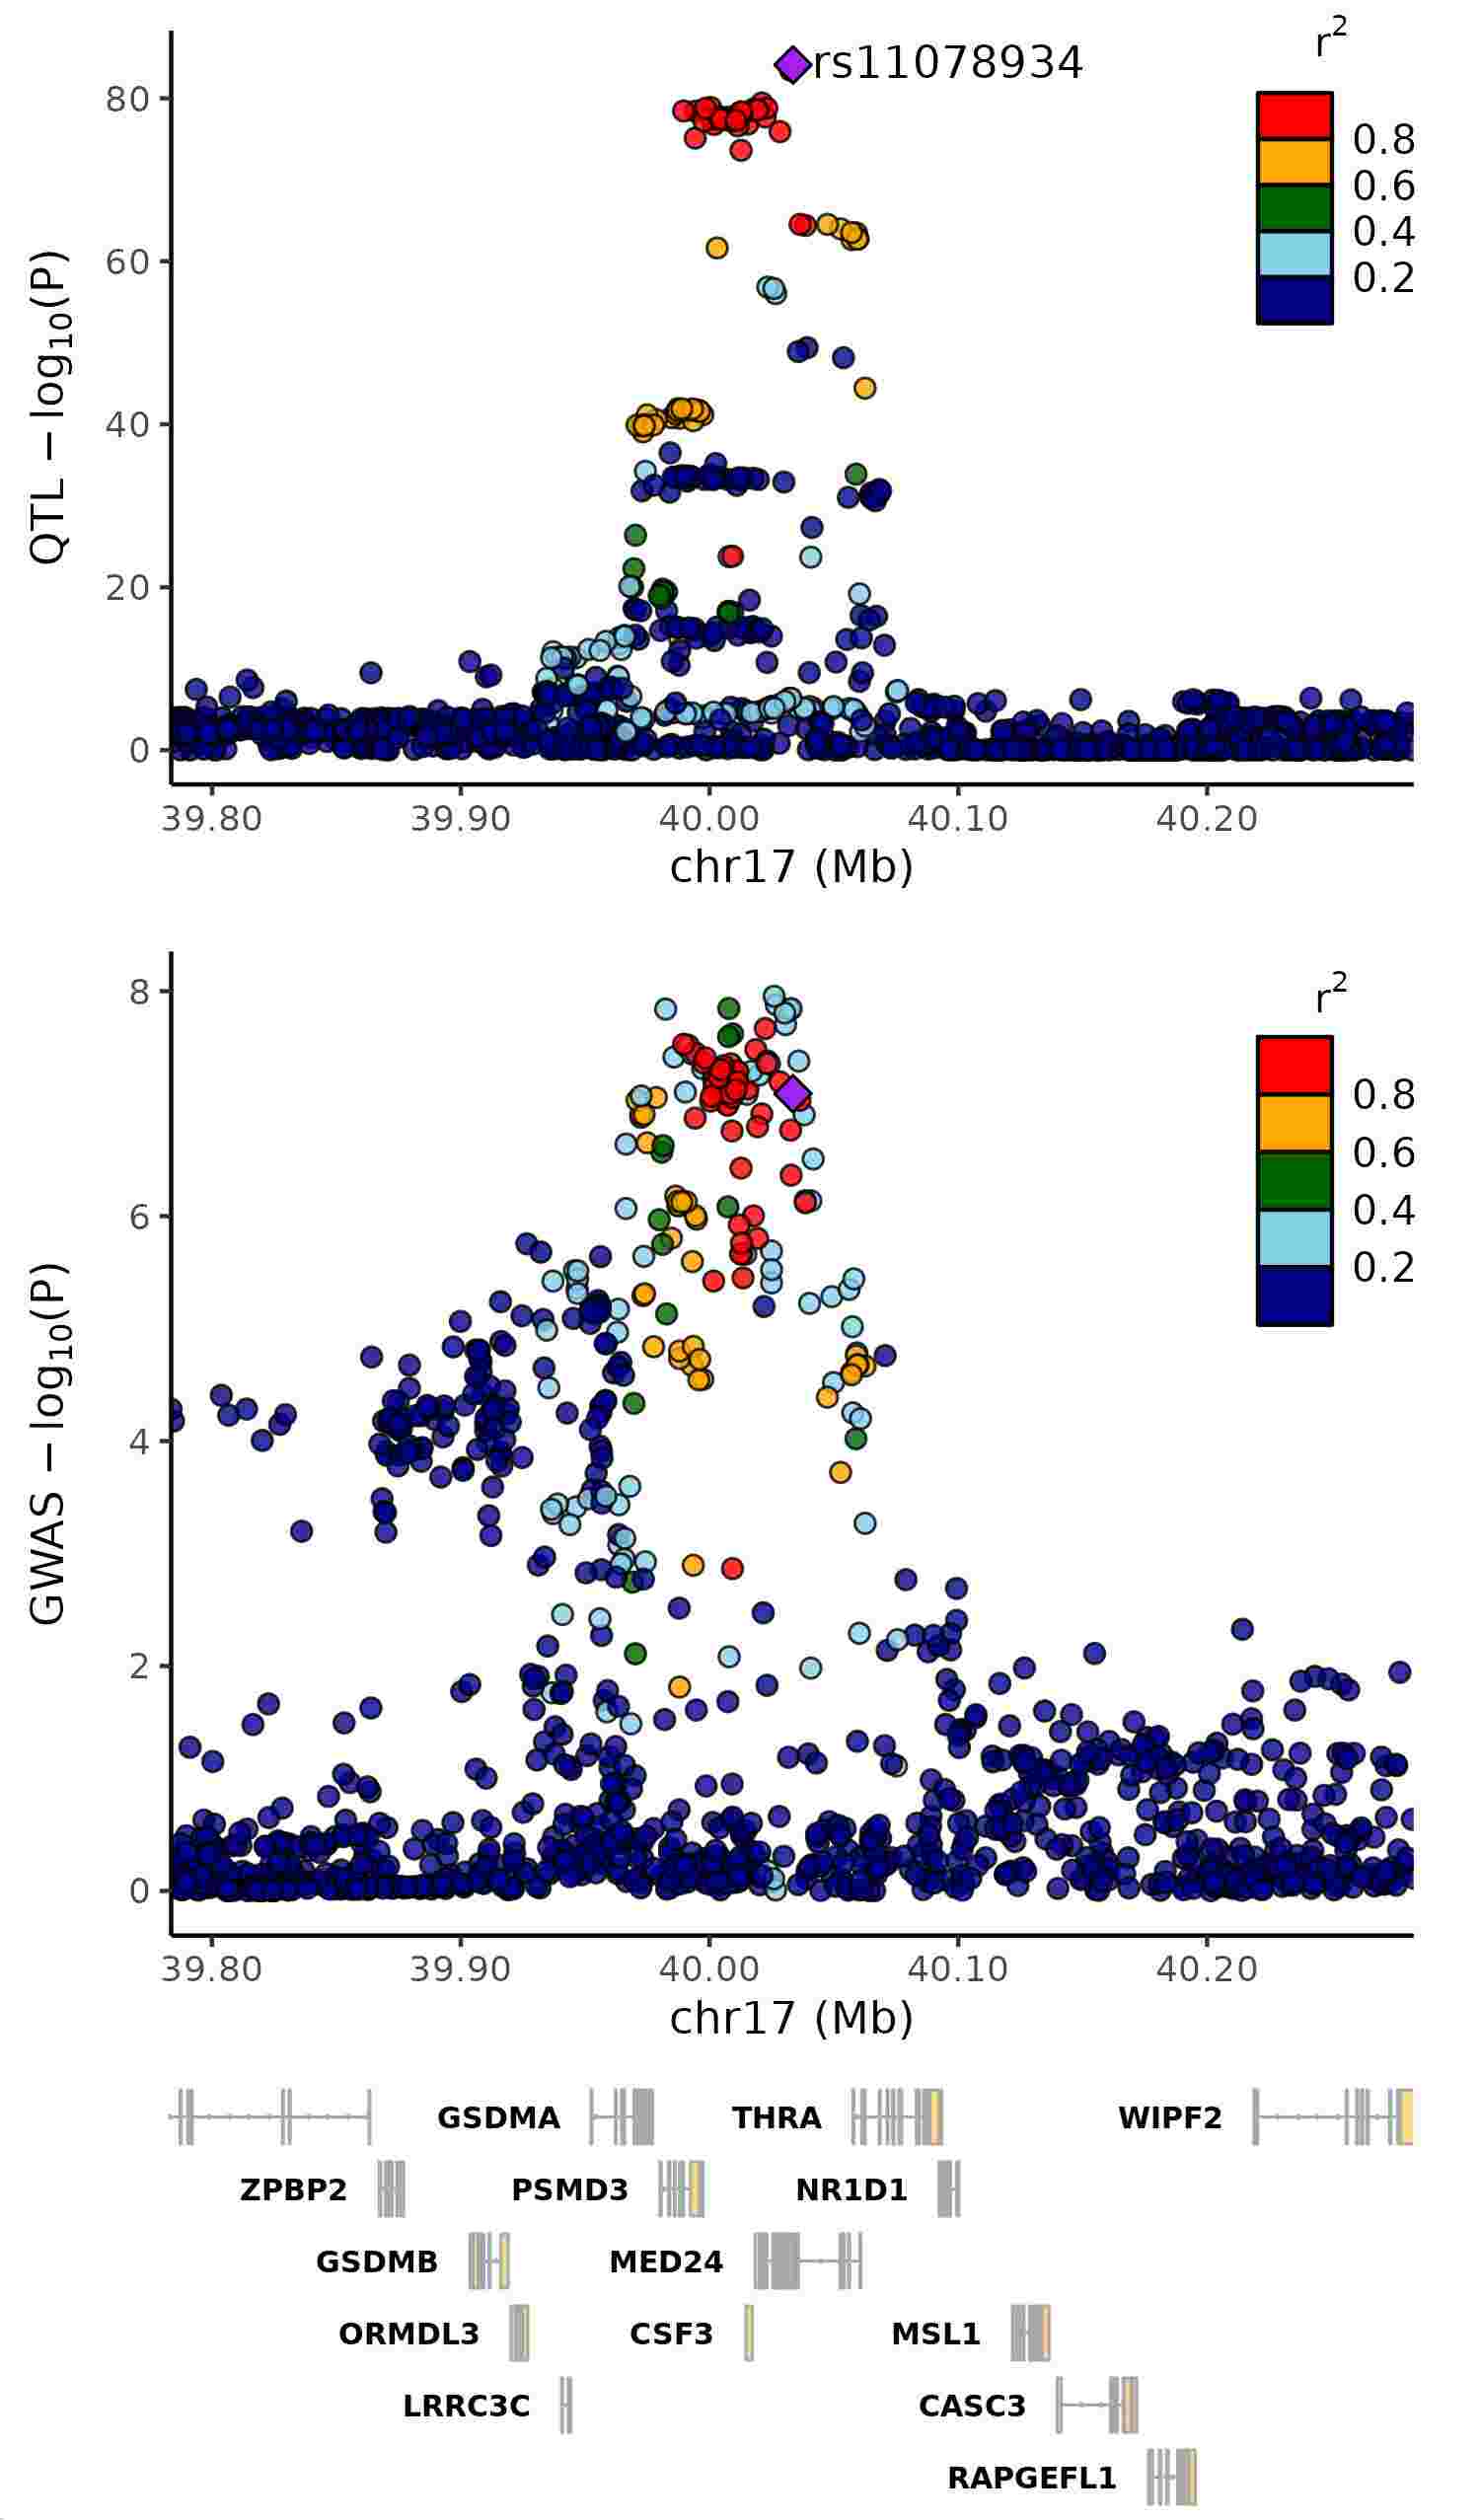 rs11078934
r²
80
60
40
20
0
0.8
0.6
0.4
0.2
QTL – log₁₀(P)
39.80 39.90 40.00 40.10 40.20
chr17 (Mb)
r²
8
6
4
2
0
0.8
0.6
0.4
0.2
GWAS – log₁₀(P)
39.80 39.90 40.00 40.10 40.20
chr17 (Mb)
GSDMA THRA WIPF2
ZPBP2 PSMD3 NR1D1
GSDMB MED24
ORMDL3 CSF3 MSL1
LRRC3C CASC3
RAPGEFL1